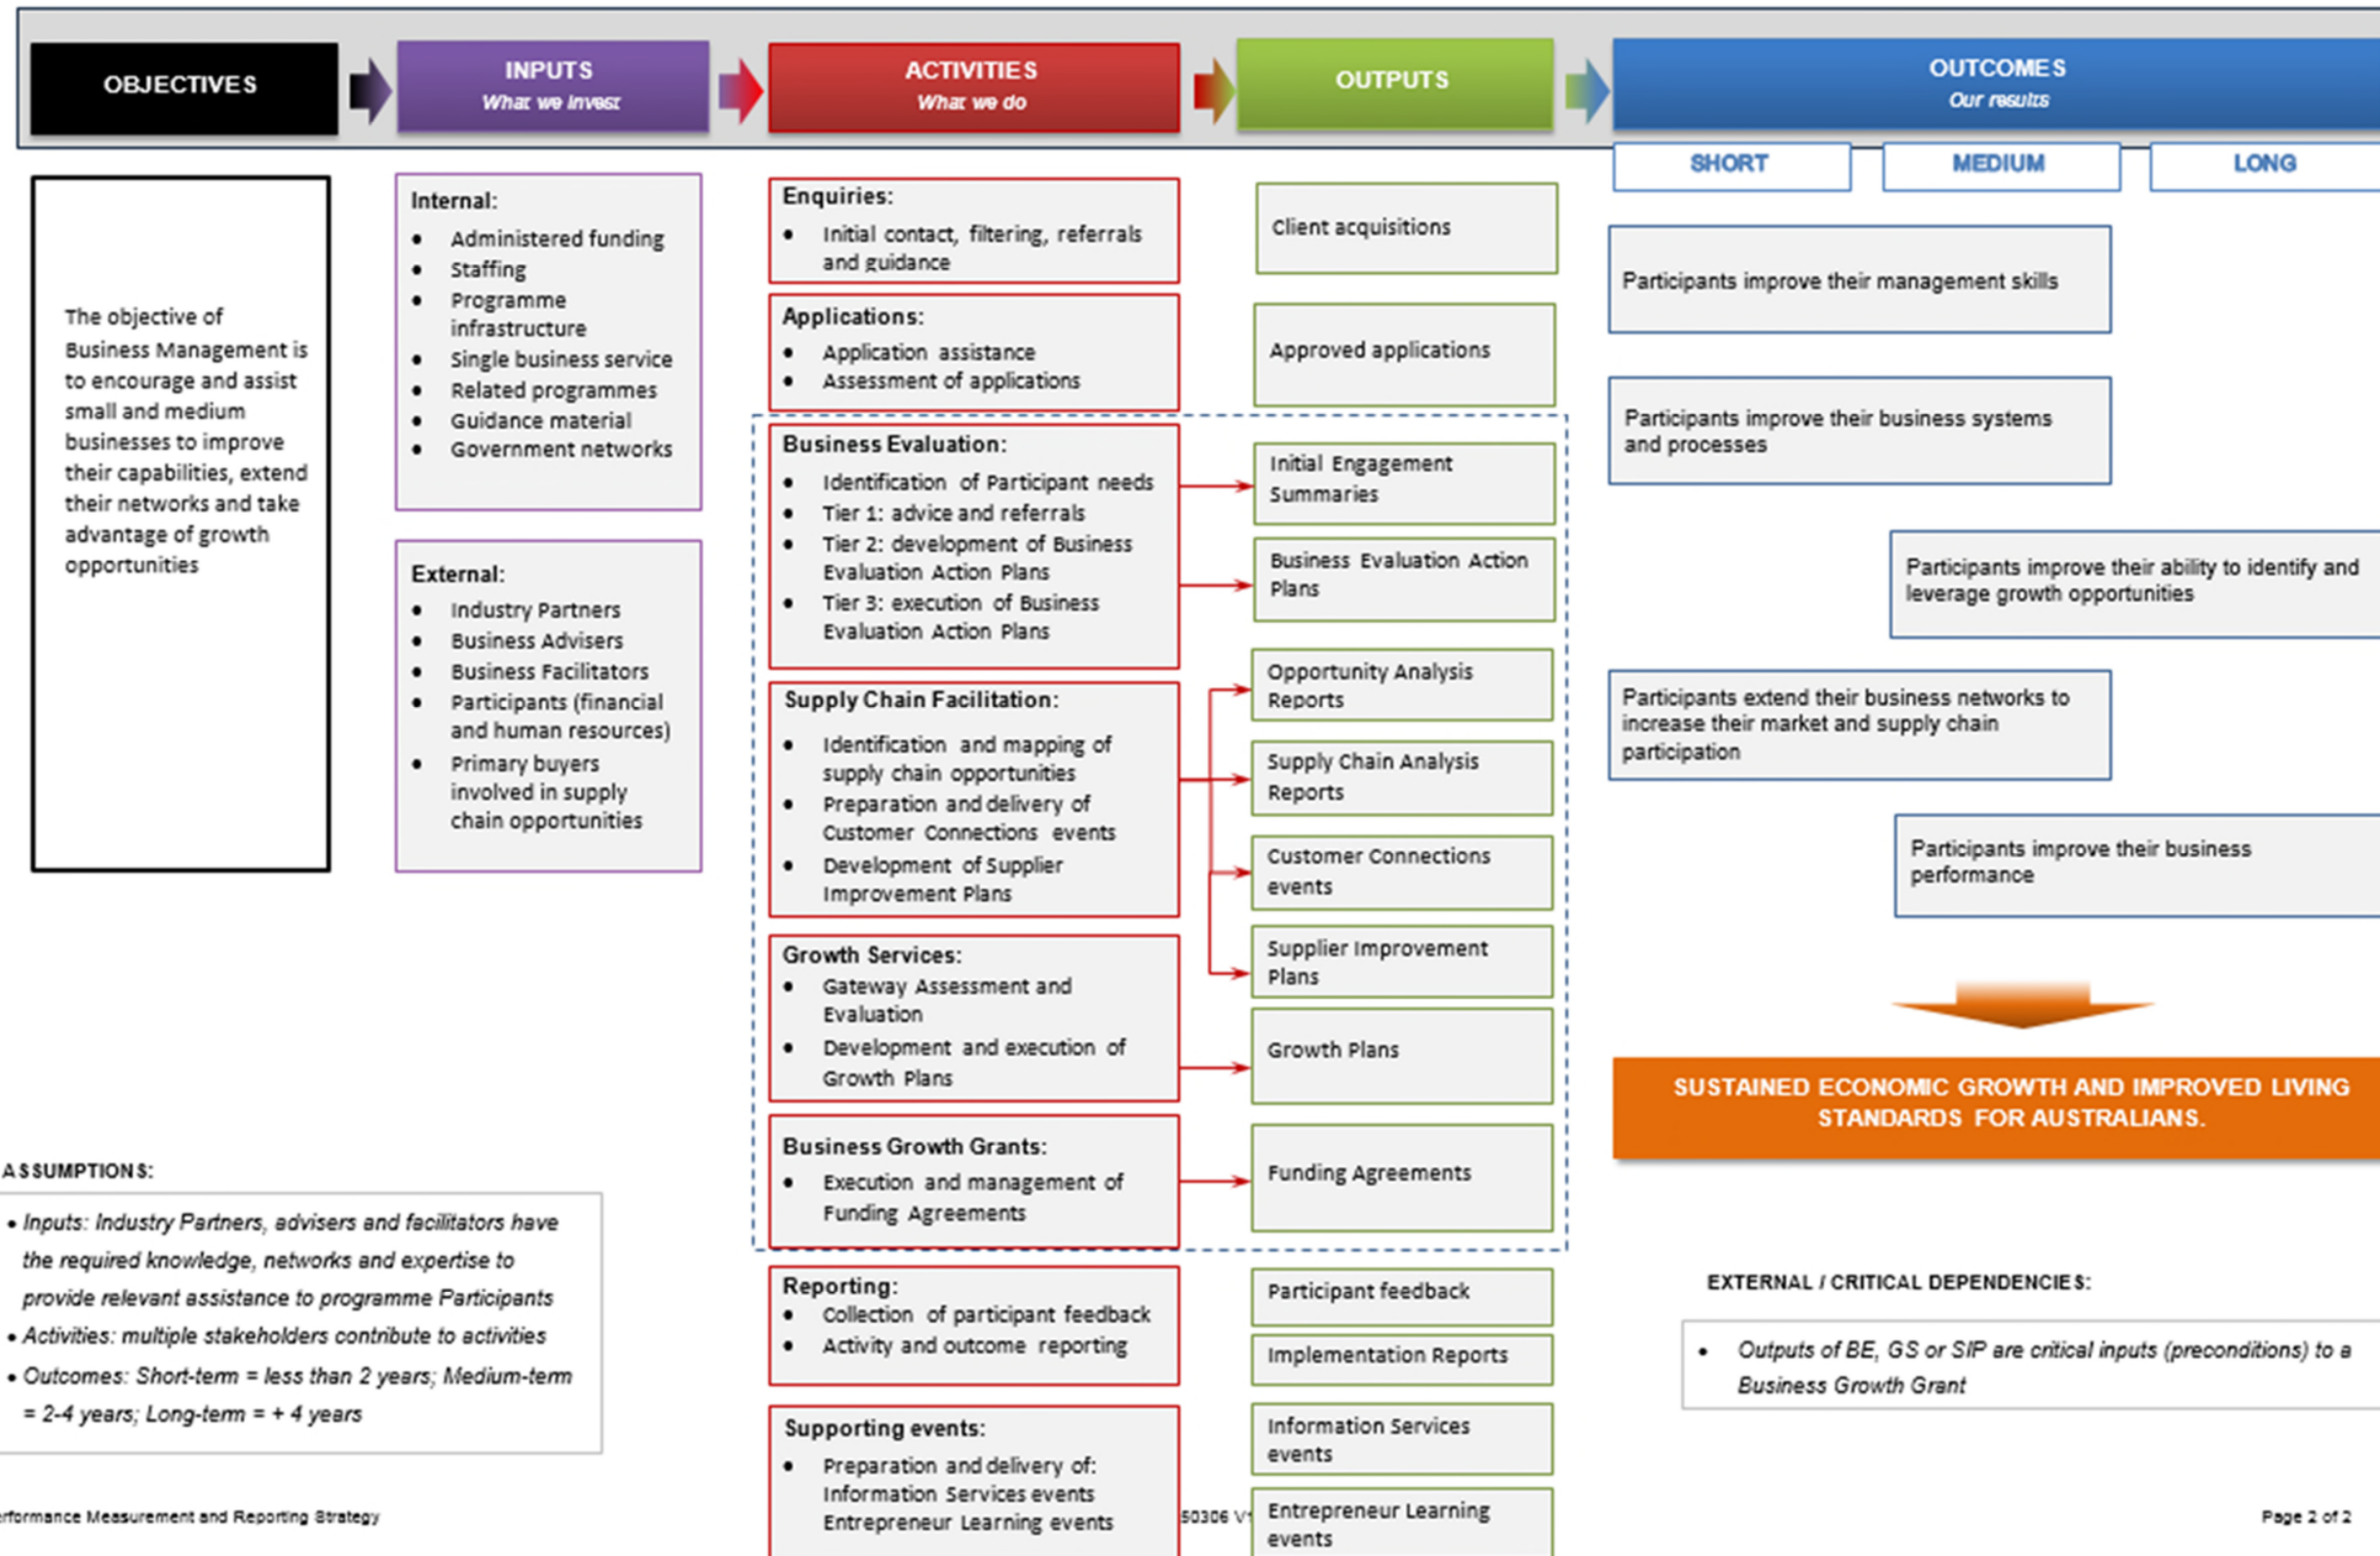 OBJECTIVES
INPUTS
What we invest
ACTIVITIES
What we do
OUTPUTS
OUTCOMES
Our results
SHORT
MEDIUM
LONG
The objective of
Business Management is
to encourage and assist
small and medium
businesses to improve
their capabilities, extend
their networks and take
advantage of growth
opportunities
Internal:
• Administered funding
• Staffing
• Programme
infrastructure
• Single business service
• Related programmes
• Guidance material
• Government networks
External:
• Industry Partners
• Business Advisers
• Business Facilitators
• Participants (financial
and human resources)
• Primary buyers
involved in supply
chain opportunities
Enquiries:
• Initial contact, filtering, referrals
and guidance
Applications:
• Application assistance
• Assessment of applications
Business Evaluation:
• Identification of Participant needs
• Tier 1: advice and referrals
• Tier 2: development of Business
Evaluation Action Plans
• Tier 3: execution of Business
Evaluation Action Plans
Supply Chain Facilitation:
• Identification and mapping of
supply chain opportunities
• Preparation and delivery of
Customer Connections events
• Development of Supplier
Improvement Plans
Growth Services:
• Gateway Assessment and
Evaluation
• Development and execution of
Growth Plans
Business Growth Grants:
• Execution and management of
Funding Agreements
Reporting:
• Collection of participant feedback
• Activity and outcome reporting
Supporting events:
• Preparation and delivery of:
Information Services events
Entrepreneur Learning events
Client acquisitions
Approved applications
Initial Engagement
Summaries
Business Evaluation Action
Plans
Opportunity Analysis
Reports
Supply Chain Analysis
Reports
Customer Connections
events
Supplier Improvement
Plans
Growth Plans
Funding Agreements
Participant feedback
Implementation Reports
Information Services
events
Entrepreneur Learning
events
Participants improve their management skills
Participants improve their business systems
and processes
Participants improve their ability to identify and
leverage growth opportunities
Participants extend their business networks to
increase their market and supply chain
participation
Participants improve their business
performance
SUSTAINED ECONOMIC GROWTH AND IMPROVED LIVING
STANDARDS FOR AUSTRALIANS.
ASSUMPTIONS:
• Inputs: Industry Partners, advisers and facilitators have
the required knowledge, networks and expertise to
provide relevant assistance to programme Participants
• Activities: multiple stakeholders contribute to activities
• Outcomes: Short-term = less than 2 years; Medium-term
= 2-4 years; Long-term = + 4 years
EXTERNAL / CRITICAL DEPENDENCIES:
• Outputs of BE, GS or SIP are critical inputs (preconditions) to a
Business Growth Grant
erformance Measurement and Reporting Strategy
50306 V1
Page 2 of 2